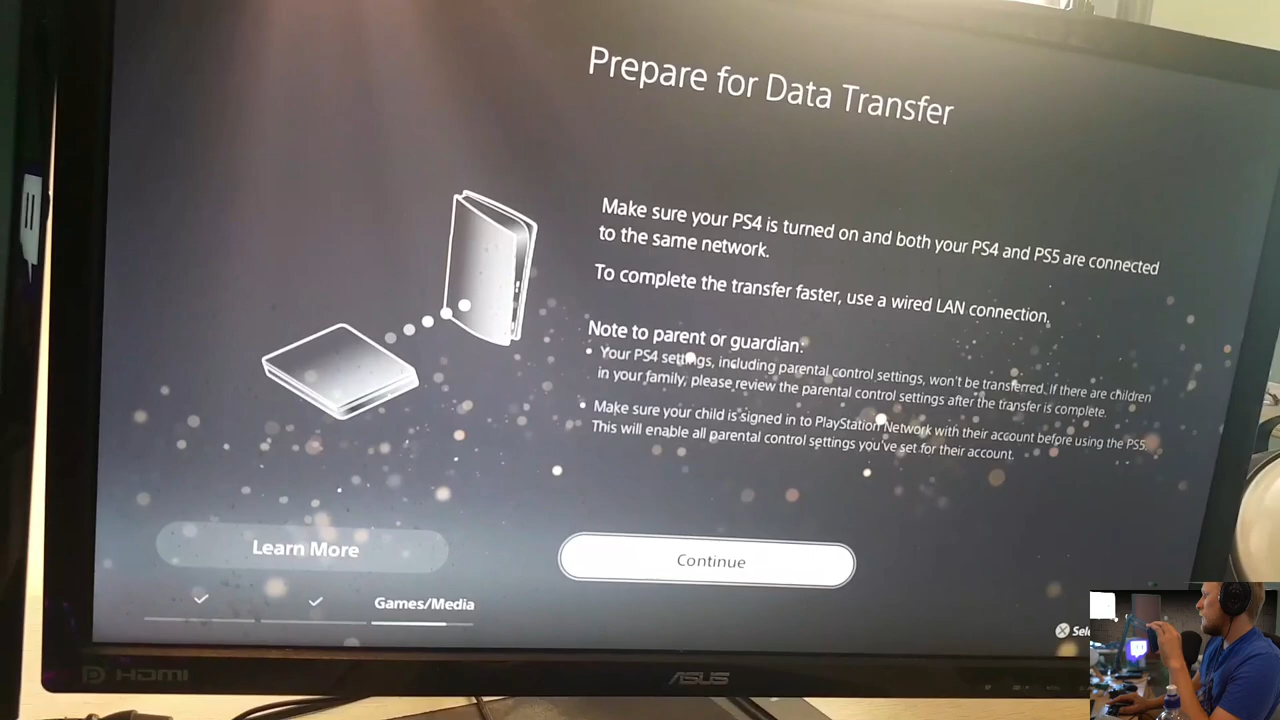 Prepare for Data Transfer
Make sure your PS4 is turned on and both your PS4 and PS5 are connected
to the same network.
To complete the transfer faster, use a wired LAN connection.
Note to parent or guardian:
• Your PS4 settings, including parental control settings, won't be transferred. If there are children
in your family, please review the parental control settings after the transfer is complete.
• Make sure your child is signed in to PlayStation Network with their account before using the PS5.
This will enable all parental control settings you've set for their account.
Learn More
Continue
Games/Media
HDMI
ASUS